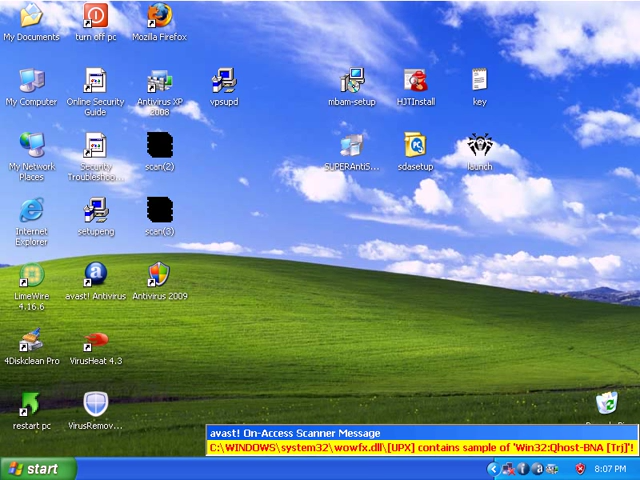 My Documents
turn off pc
Mozilla Firefox
My Computer
Online Security Guide
Antivirus XP 2008
vpsupd
mbam-setup
HJTInstall
key
My Network Places
Security Troubleshoo...
scan(2)
SUPERAntiS...
sdasetup
launch
Internet Explorer
setupeng
scan(3)
LimeWire 4.16.6
avast! Antivirus
Antivirus 2009
4Diskclean Pro
VirusHeat 4.3
restart pc
VirusRemov...
avast! On-Access Scanner Message
C:\WINDOWS\system32\wowfx.dll\[UPX] contains sample of 'Win32:Qhost-BNA [Trj]'!
start
8:07 PM